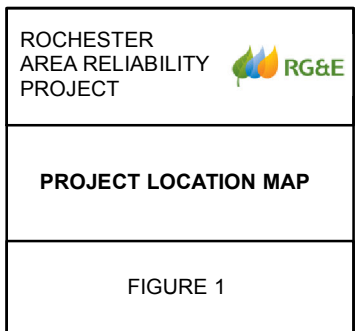 ROCHESTER
AREA RELIABILITY
PROJECT
RG&E
PROJECT LOCATION MAP
FIGURE 1